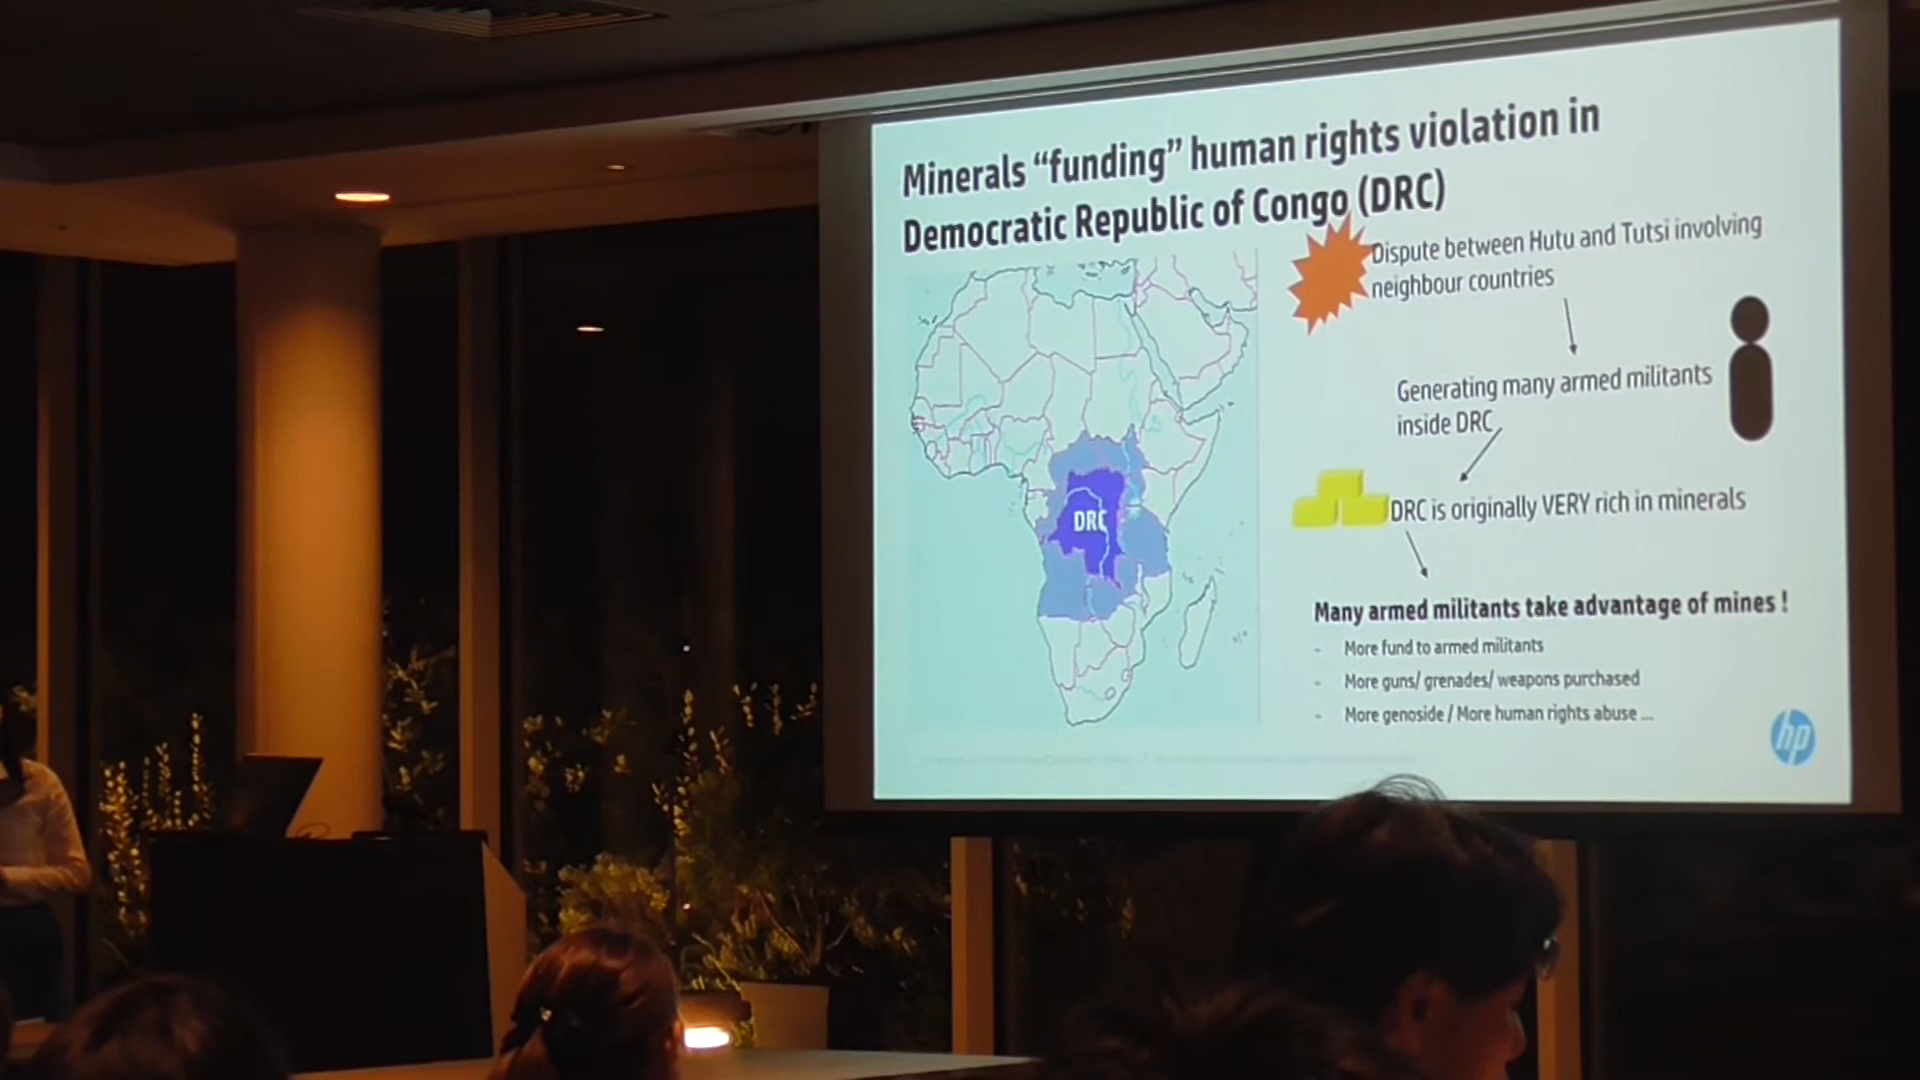 Minerals “funding” human rights violation in
Democratic Republic of Congo (DRC)
Dispute between Hutu and Tutsi involving
neighbour countries
Generating many armed militants
inside DRC
DRC
DRC is originally VERY rich in minerals
Many armed militants take advantage of mines !
- More fund to armed militants
- More guns/ grenades/ weapons purchased
- More genoside / More human rights abuse ...
hp